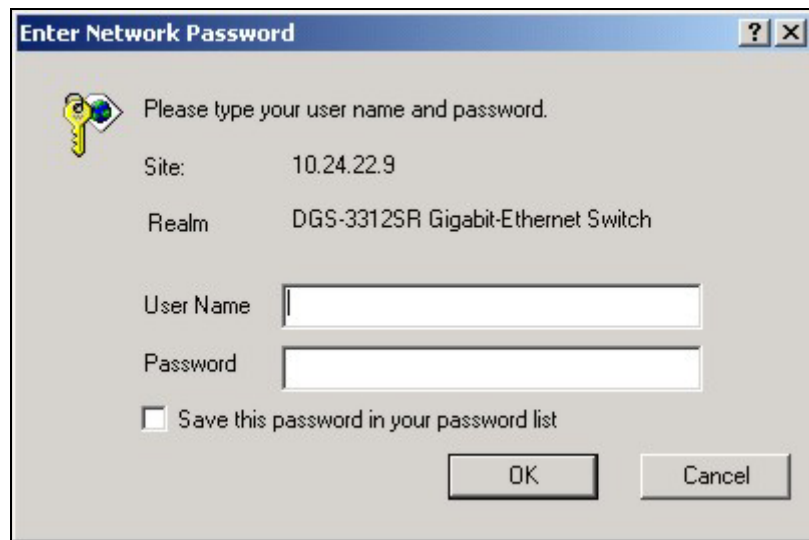 Enter Network Password
Please type your user name and password.
Site: 10.24.22.9
Realm DGS-3312SR Gigabit-Ethernet Switch
User Name
Password
Save this password in your password list
OK Cancel